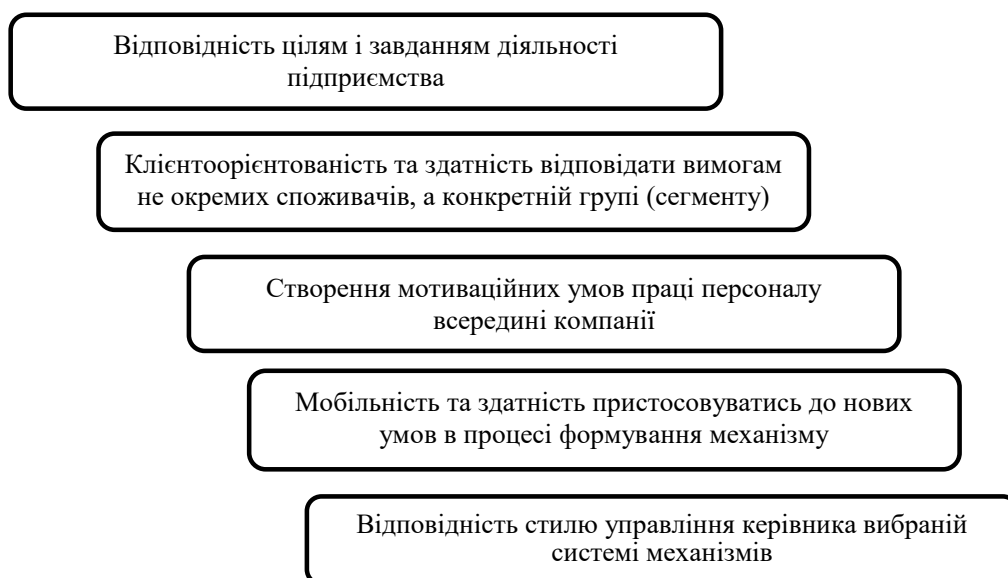 Відповідність цілям і завданням діяльності
підприємства
Клієнтоорієнтованість та здатність відповідати вимогам
не окремих споживачів, а конкретній групі (сегменту)
Створення мотиваційних умов праці персоналу
всередині компанії
Мобільність та здатність пристосовуватись до нових
умов в процесі формування механізму
Відповідність стилю управління керівника вибраній
системі механізмів